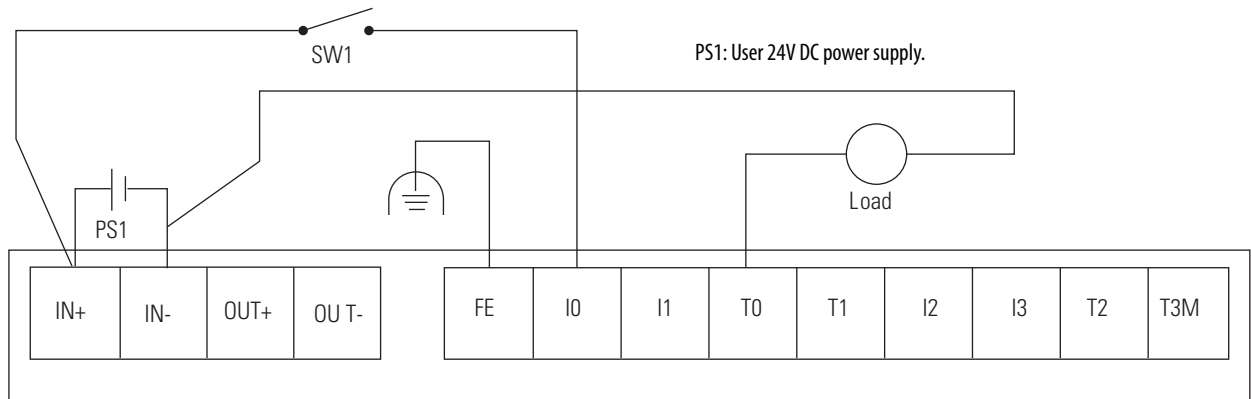 SW1
PS1: User 24V DC power supply.
Load
PS1
IN+ IN- OUT+ OU T- FE I0 I1 T0 T1 I2 I3 T2 T3M